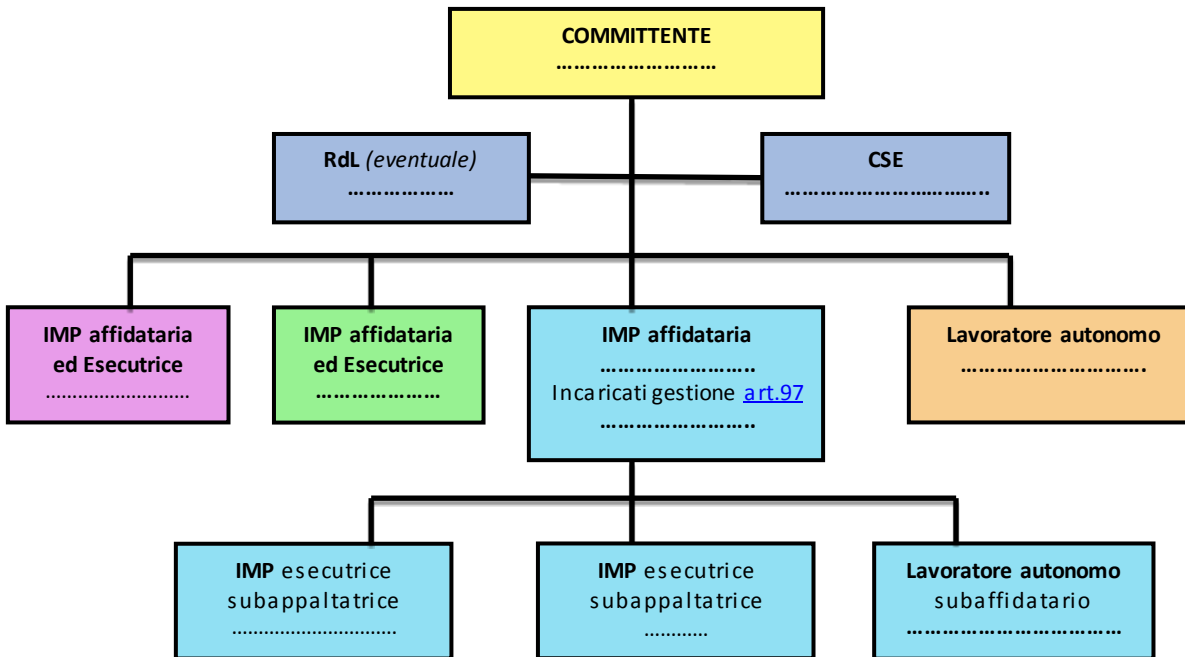 COMMITTENTE
………………………
RdL (eventuale)
………………
CSE
……………………………..
IMP affidataria
ed Esecutrice
…………………………
IMP affidataria
ed Esecutrice
…………………
IMP affidataria
……………………..
Incaricati gestione art.97
……………………..
Lavoratore autonomo
………………………….
IMP esecutrice
subappaltatrice
……………………………
IMP esecutrice
subappaltatrice
…………
Lavoratore autonomo
subaffidatario
………………………………